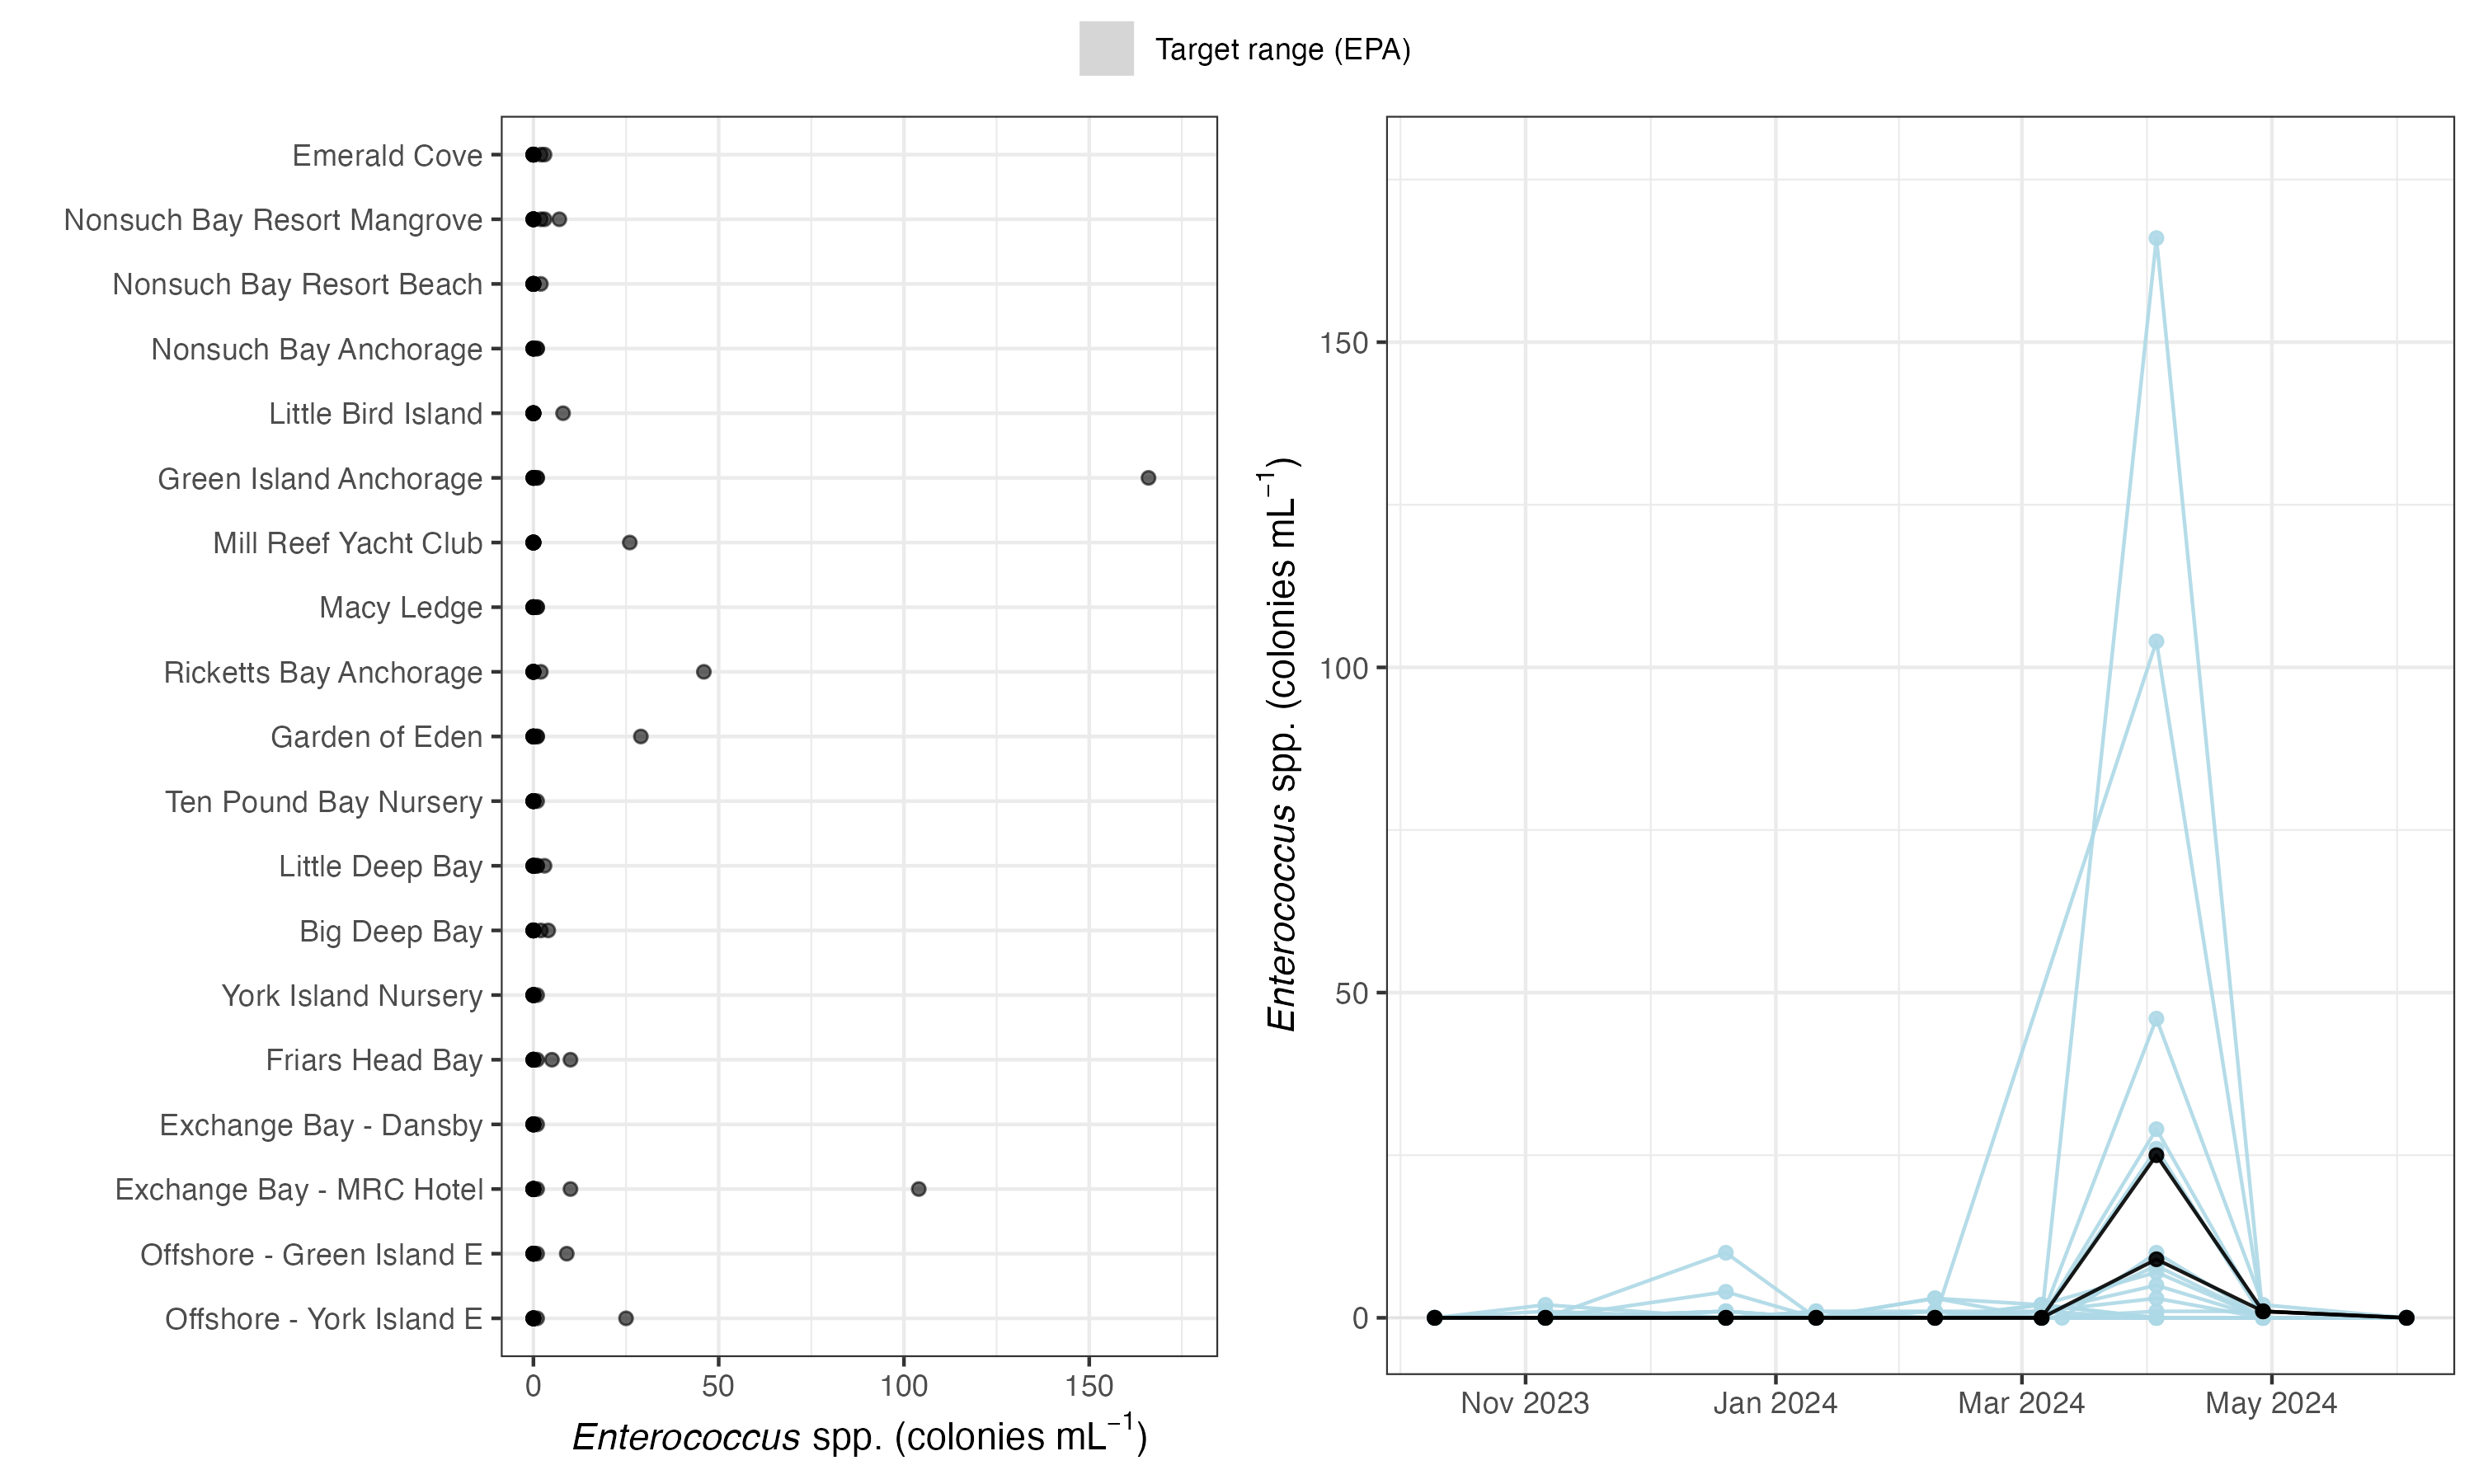 Target range (EPA)
Emerald Cove
Nonsuch Bay Resort Mangrove
Nonsuch Bay Resort Beach
Nonsuch Bay Anchorage
Little Bird Island
Green Island Anchorage
Mill Reef Yacht Club
Macy Ledge
Ricketts Bay Anchorage
Garden of Eden
Ten Pound Bay Nursery
Little Deep Bay
Big Deep Bay
York Island Nursery
Friars Head Bay
Exchange Bay - Dansby
Exchange Bay - MRC Hotel
Offshore - Green Island E
Offshore - York Island E
0 50 100 150
Enterococcus spp. (colonies mL⁻¹)
Enterococcus spp. (colonies mL⁻¹)
150
100
50
0
Nov 2023 Jan 2024 Mar 2024 May 2024